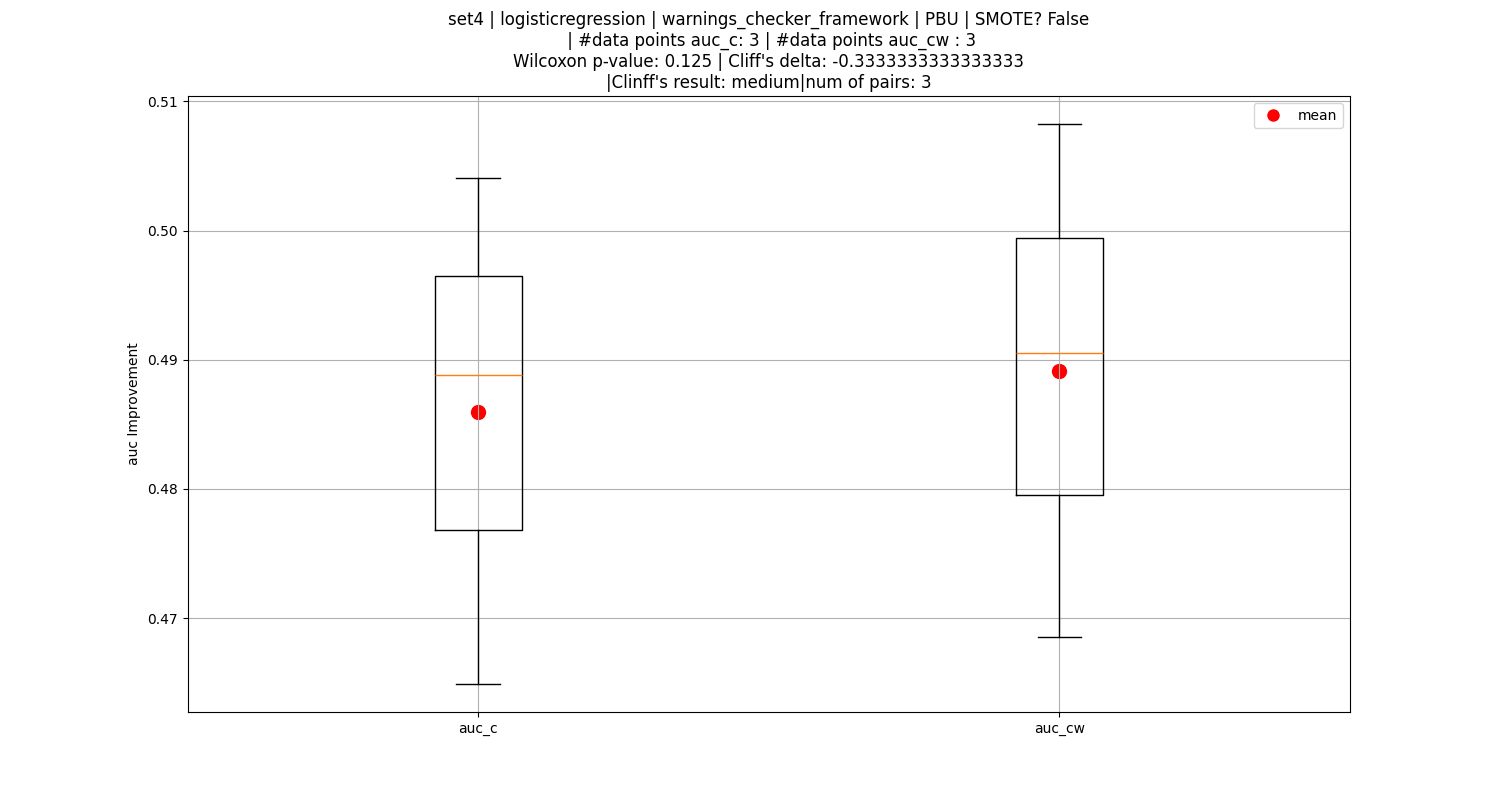 set4 | logisticregression | warnings_checker_framework | PBU | SMOTE? False
| #data points auc_c: 3 | #data points auc_cw : 3
Wilcoxon p-value: 0.125 | Cliff's delta: -0.3333333333333333
|Clinff's result: medium|num of pairs: 3
0.51
mean
0.50
0.49
auc Improvement
0.48
0.47
auc_c
auc_cw